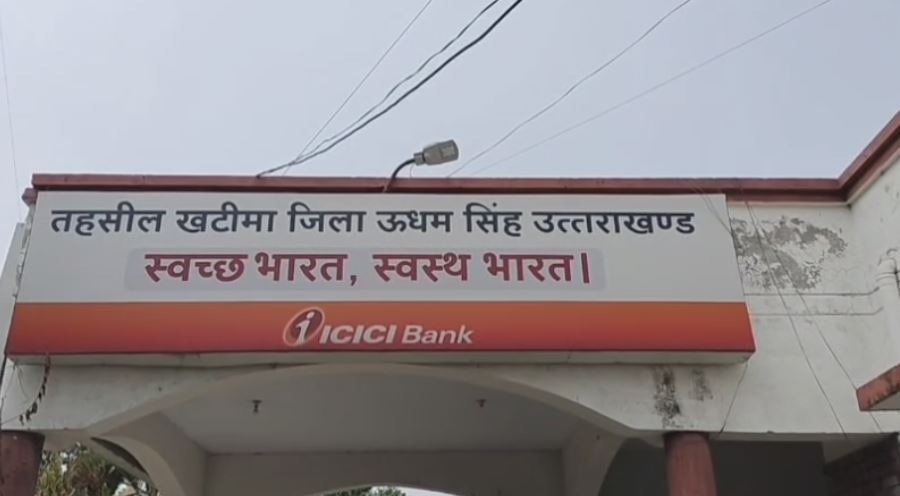 तहसील खटीमा जिला ऊधम सिंह उत्तराखण्ड
स्वच्छ भारत, स्वस्थ भारत।
ICICI Bank